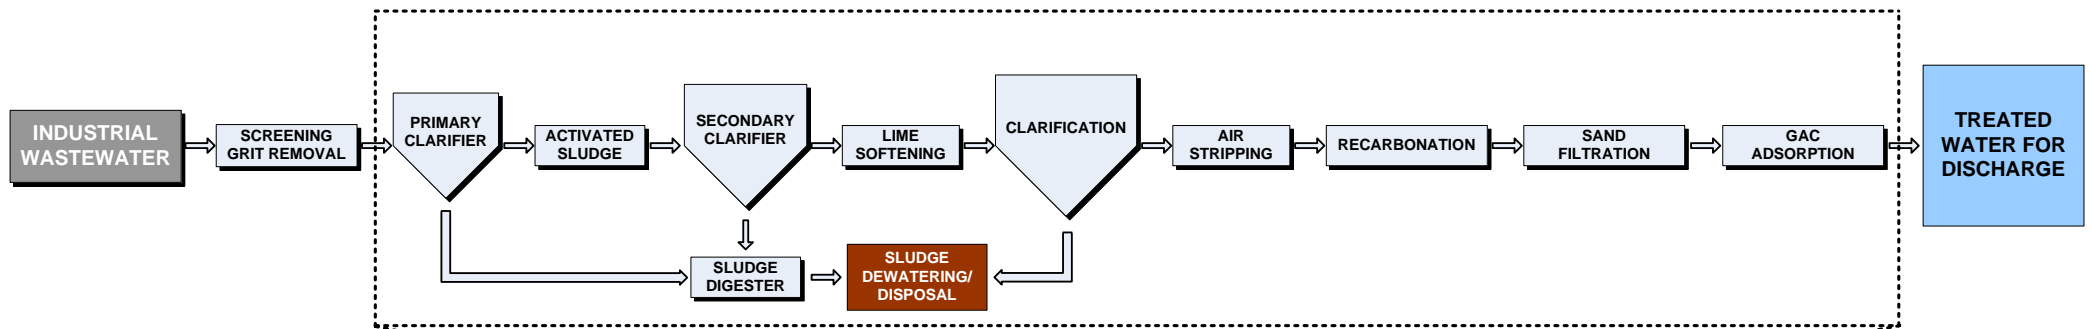 INDUSTRIAL
WASTEWATER
SCREENING
GRIT REMOVAL
PRIMARY
CLARIFIER
ACTIVATED
SLUDGE
SECONDARY
CLARIFIER
LIME
SOFTENING
CLARIFICATION
AIR
STRIPPING
RECARBONATION
SAND
FILTRATION
GAC
ADSORPTION
TREATED
WATER FOR
DISCHARGE
SLUDGE
DIGESTER
SLUDGE
DEWATERING/
DISPOSAL